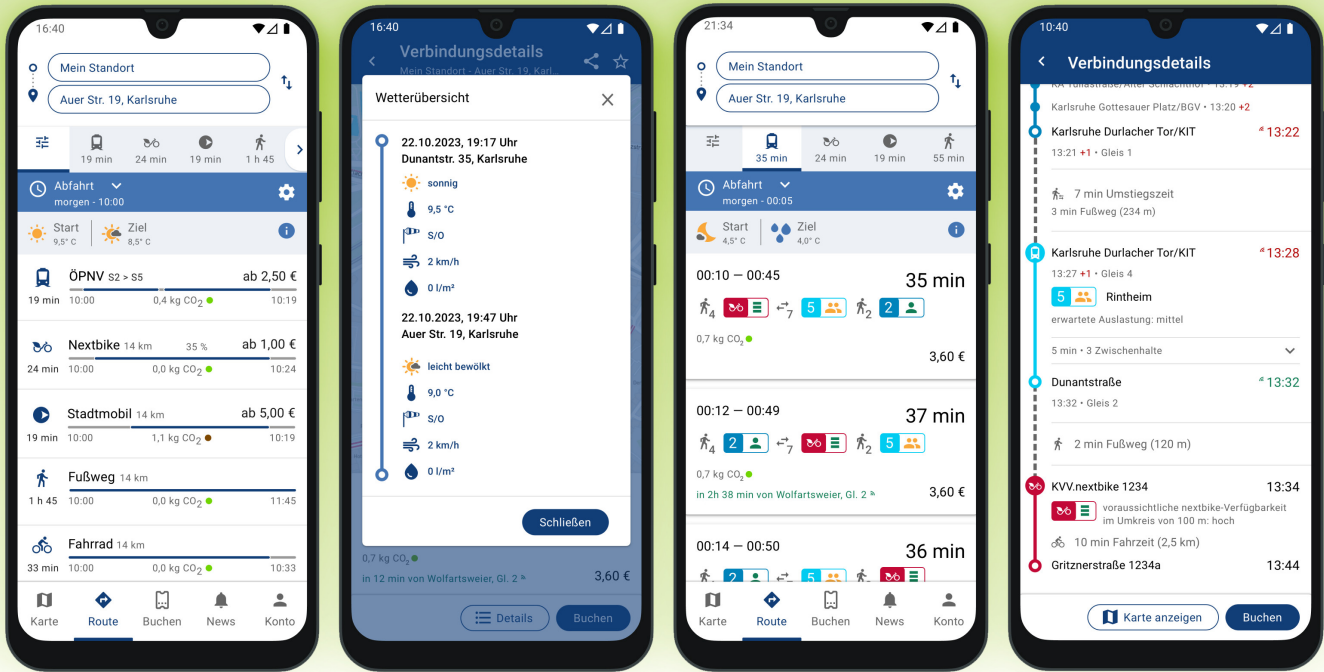 16:40
Mein Standort
Auer Str. 19, Karlsruhe
19 min
24 min
19 min
1 h 45
Abfahrt
morgen - 10:00
Start
9,5° C
Ziel
8,5° C
ÖPNV S2 > S5 ab 2,50 €
19 min 10:00 0,4 kg CO₂ 10:19
Nextbike 14 km 35 % ab 1,00 €
24 min 10:00 0,0 kg CO₂ 10:24
Stadtmobil 14 km ab 5,00 €
19 min 10:00 1,1 kg CO₂ 10:19
Fußweg 14 km
1 h 45 10:00 0,0 kg CO₂ 11:45
Fahrrad 14 km
33 min 10:00 0,0 kg CO₂ 10:33
Karte Route Buchen News Konto
16:40
Verbindungsdetails
Mein Standort - Auer Str. 19, Karl...
Wetterübersicht
22.10.2023, 19:17 Uhr
Dunantstr. 35, Karlsruhe
sonnig
9,5 °C
S/O
2 km/h
0 l/m²
22.10.2023, 19:47 Uhr
Auer Str. 19, Karlsruhe
leicht bewölkt
9,0 °C
S/O
2 km/h
0 l/m²
Schließen
0,7 kg CO₂
in 12 min von Wolfartsweier, Gl. 2
3,60 €
Details Buchen
21:34
Mein Standort
Auer Str. 19, Karlsruhe
35 min
24 min
19 min
55 min
Abfahrt
morgen - 00:05
Start
4,5° C
Ziel
4,0° C
00:10 – 00:45 35 min
4 7 5 2 2
0,7 kg CO₂
3,60 €
00:12 – 00:49 37 min
4 2 7 2 5
0,7 kg CO₂
in 2h 38 min von Wolfartsweier, Gl. 2 3,60 €
00:14 – 00:50 36 min
2 5
Karte Route Buchen News Konto
10:40
Verbindungsdetails
KA Tullastraße/Alter Schlachthof • 13:19 +2
Karlsruhe Gottesauer Platz/BGV • 13:20 +2
Karlsruhe Durlacher Tor/KIT 13:22
13:21 +1 • Gleis 1
7 min Umstiegszeit
3 min Fußweg (234 m)
Karlsruhe Durlacher Tor/KIT 13:28
13:27 +1 • Gleis 4
5 Rintheim
erwartete Auslastung: mittel
5 min • 3 Zwischenhalte
Dunantstraße 13:32
13:32 • Gleis 2
2 min Fußweg (120 m)
KVV.nextbike 1234 13:34
voraussichtliche nextbike-Verfügbarkeit
im Umkreis von 100 m: hoch
10 min Fahrzeit (2,5 km)
Gritznerstraße 1234a 13:44
Karte anzeigen Buchen